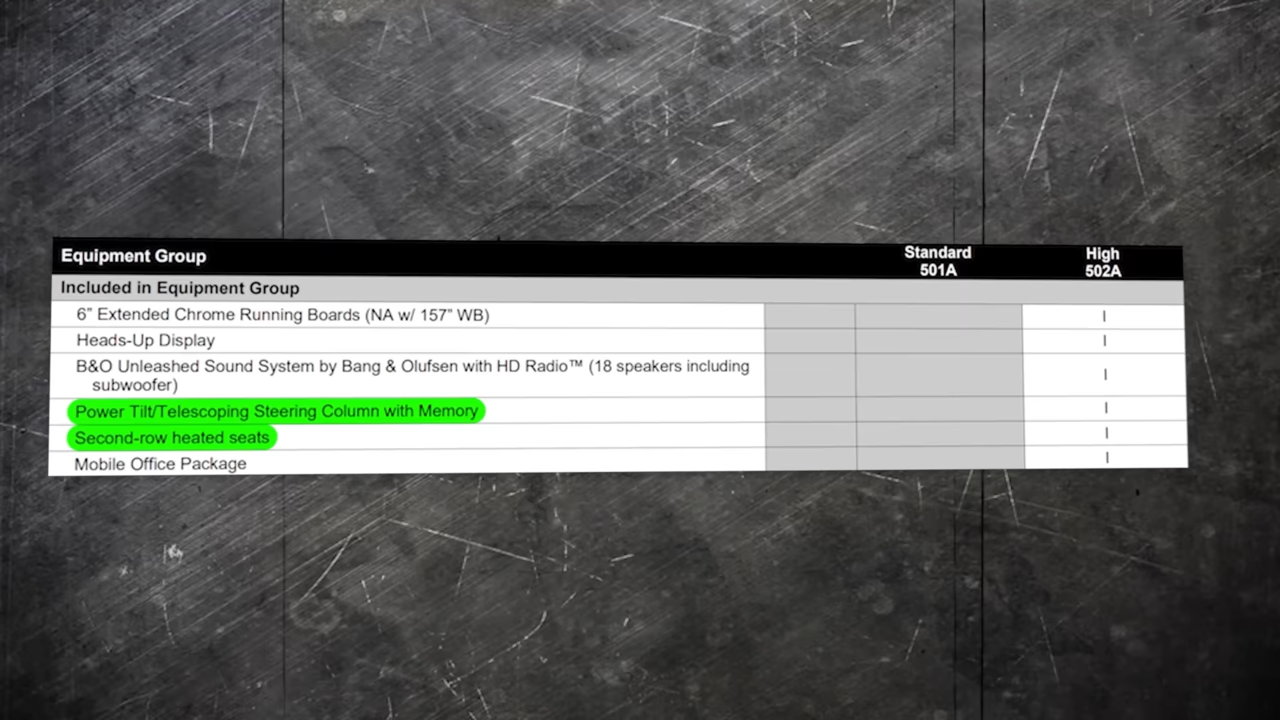 Equipment Group
Standard
501A
High
502A
Included in Equipment Group
6” Extended Chrome Running Boards (NA w/ 157” WB)
I
Heads-Up Display
I
B&O Unleashed Sound System by Bang & Olufsen with HD Radio™ (18 speakers including
subwoofer)
I
Power Tilt/Telescoping Steering Column with Memory
I
Second-row heated seats
I
Mobile Office Package
I